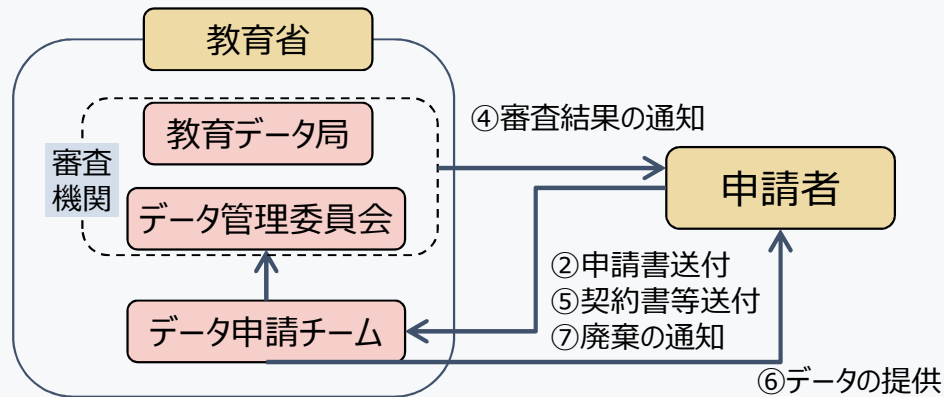 教育省
教育データ局
審査
機関
データ管理委員会
データ申請チーム
④審査結果の通知
申請者
②申請書送付
⑤契約書等送付
⑦廃棄の通知
⑥データの提供